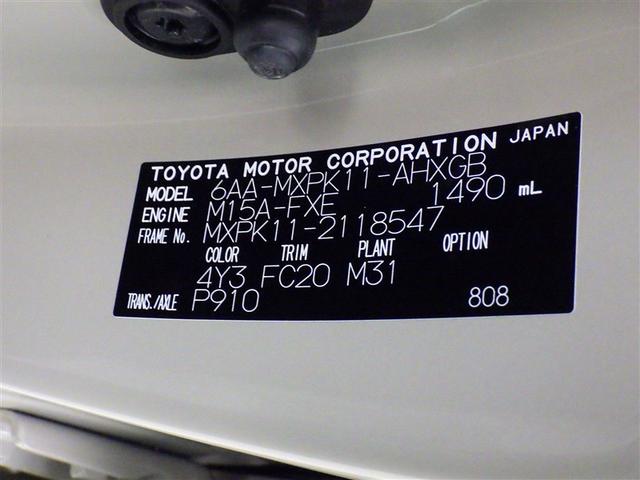 TOYOTA MOTOR CORPORATION JAPAN
MODEL 6AA-MXPK11-AHXGB
ENGINE M15A-FXE 1490 mL
FRAME No. MXPK11-2118547
COLOR TRIM PLANT OPTION
4Y3 FC20 M31
TRANS./AXLE P910 808